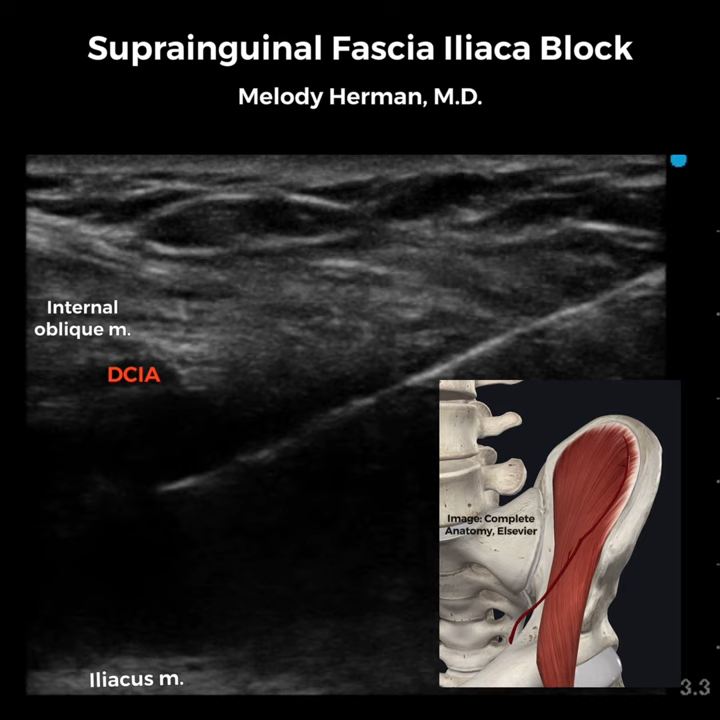 Suprainguinal Fascia Iliaca Block
Melody Herman, M.D.
Internal
oblique m.
DCIA
Image: Complete
Anatomy, Elsevier
Iliacus m.
3.3